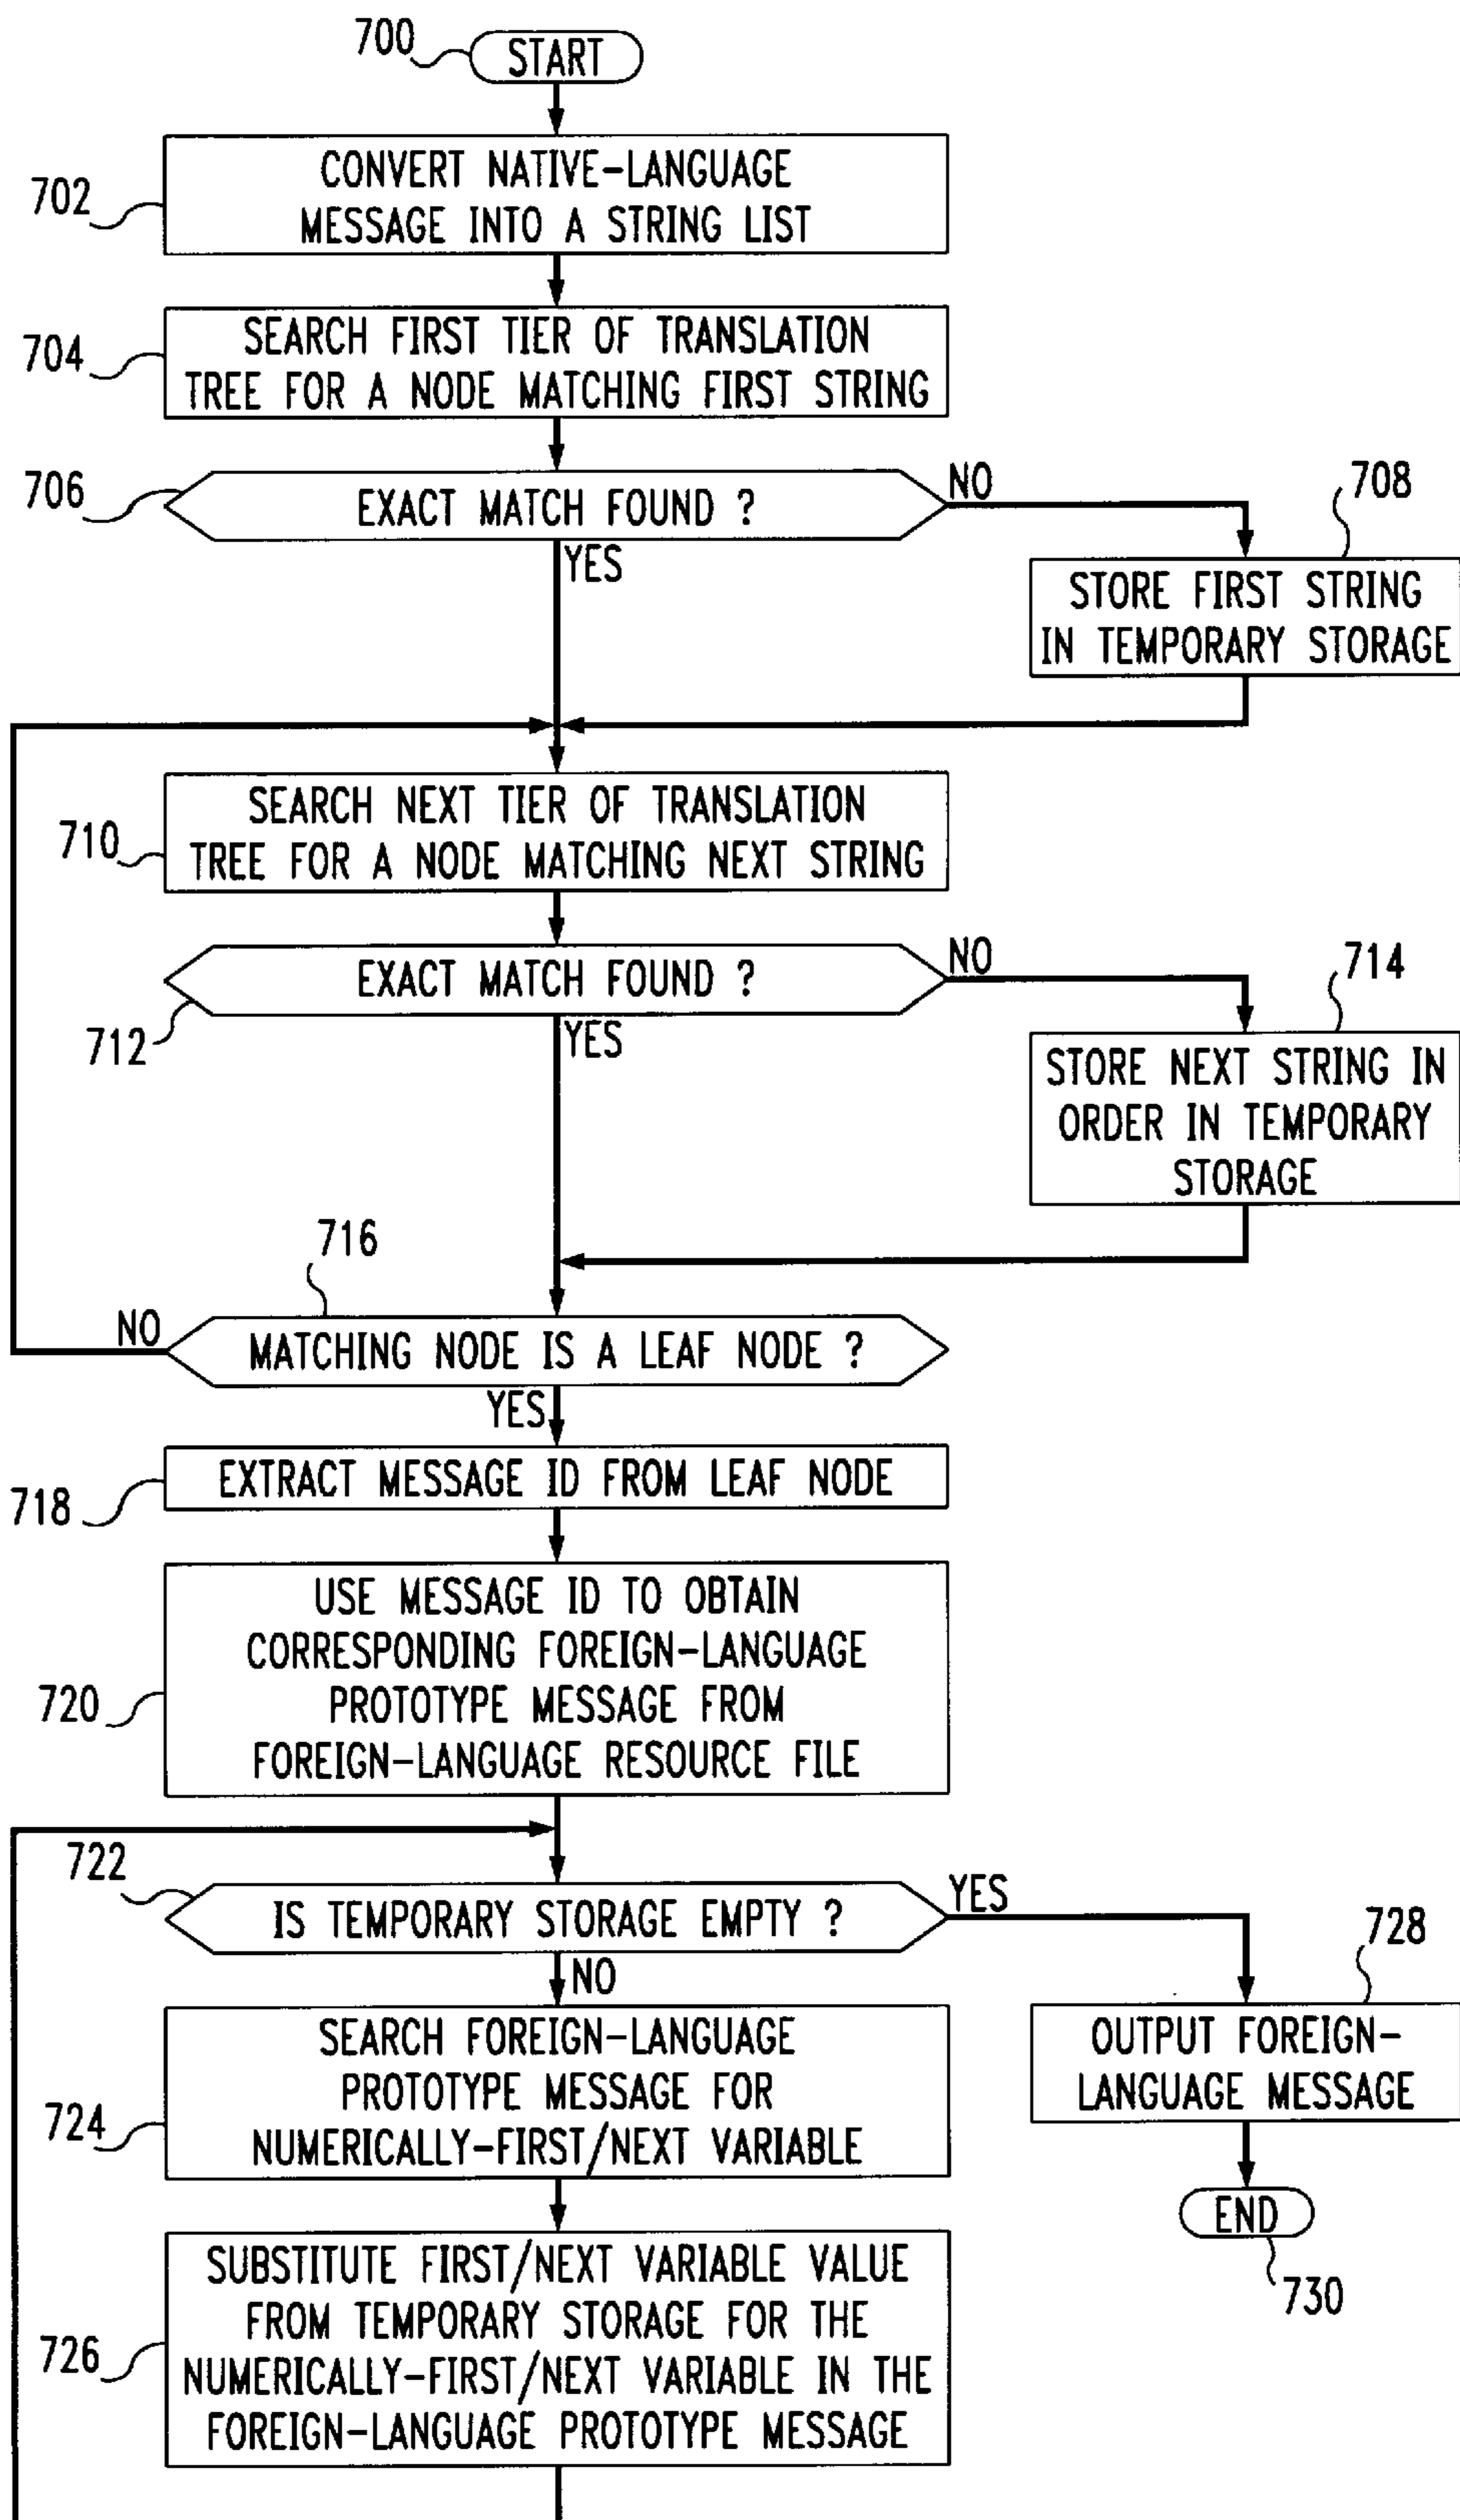 700
START
702
CONVERT NATIVE-LANGUAGE
MESSAGE INTO A STRING LIST
704
SEARCH FIRST TIER OF TRANSLATION
TREE FOR A NODE MATCHING FIRST STRING
706
EXACT MATCH FOUND ?
NO
YES
708
STORE FIRST STRING
IN TEMPORARY STORAGE
710
SEARCH NEXT TIER OF TRANSLATION
TREE FOR A NODE MATCHING NEXT STRING
712
EXACT MATCH FOUND ?
NO
YES
714
STORE NEXT STRING IN
ORDER IN TEMPORARY
STORAGE
716
NO
MATCHING NODE IS A LEAF NODE ?
YES
718
EXTRACT MESSAGE ID FROM LEAF NODE
720
USE MESSAGE ID TO OBTAIN
CORRESPONDING FOREIGN-LANGUAGE
PROTOTYPE MESSAGE FROM
FOREIGN-LANGUAGE RESOURCE FILE
722
IS TEMPORARY STORAGE EMPTY ?
YES
NO
728
OUTPUT FOREIGN-
LANGUAGE MESSAGE
724
SEARCH FOREIGN-LANGUAGE
PROTOTYPE MESSAGE FOR
NUMERICALLY-FIRST/NEXT VARIABLE
END
730
726
SUBSTITUTE FIRST/NEXT VARIABLE VALUE
FROM TEMPORARY STORAGE FOR THE
NUMERICALLY-FIRST/NEXT VARIABLE IN THE
FOREIGN-LANGUAGE PROTOTYPE MESSAGE